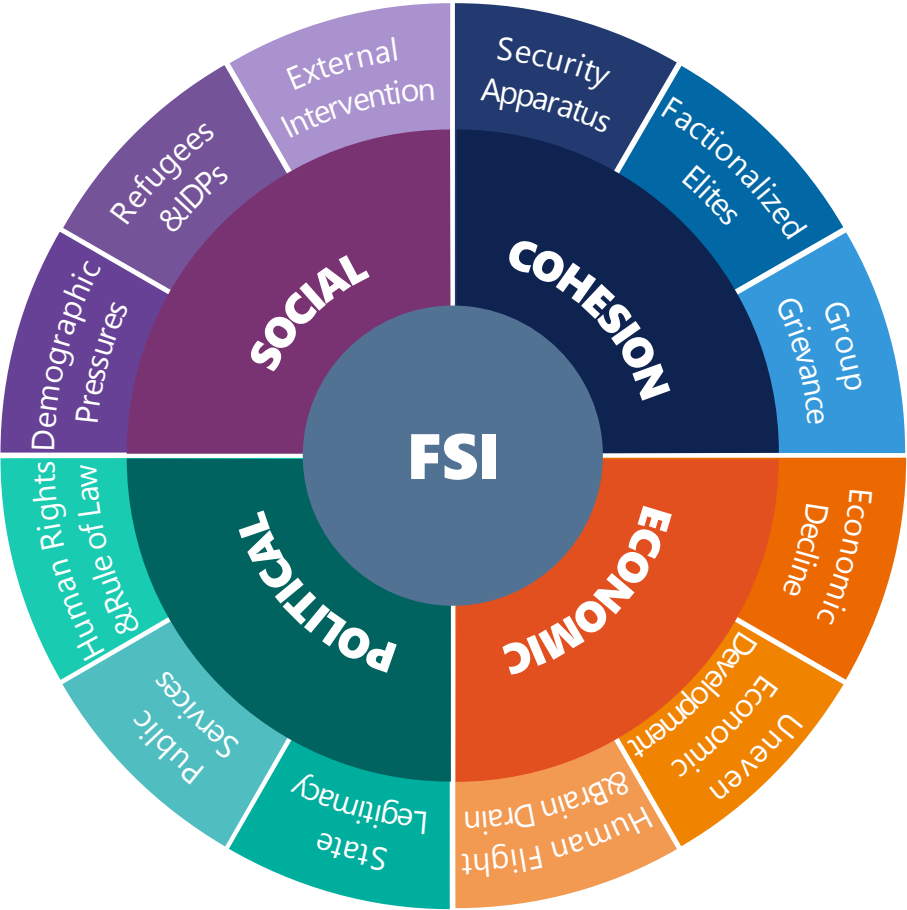 FSI
COHESION
Security
Apparatus
Factionalized
Elites
Group
Grievance
ECONOMIC
Economic
Decline
Uneven
Economic
Development
Human Flight
&Brain Drain
POLITICAL
State
Legitimacy
Public
Services
Human Rights
&Rule of Law
SOCIAL
Demographic
Pressures
Refugees
&IDPs
External
Intervention